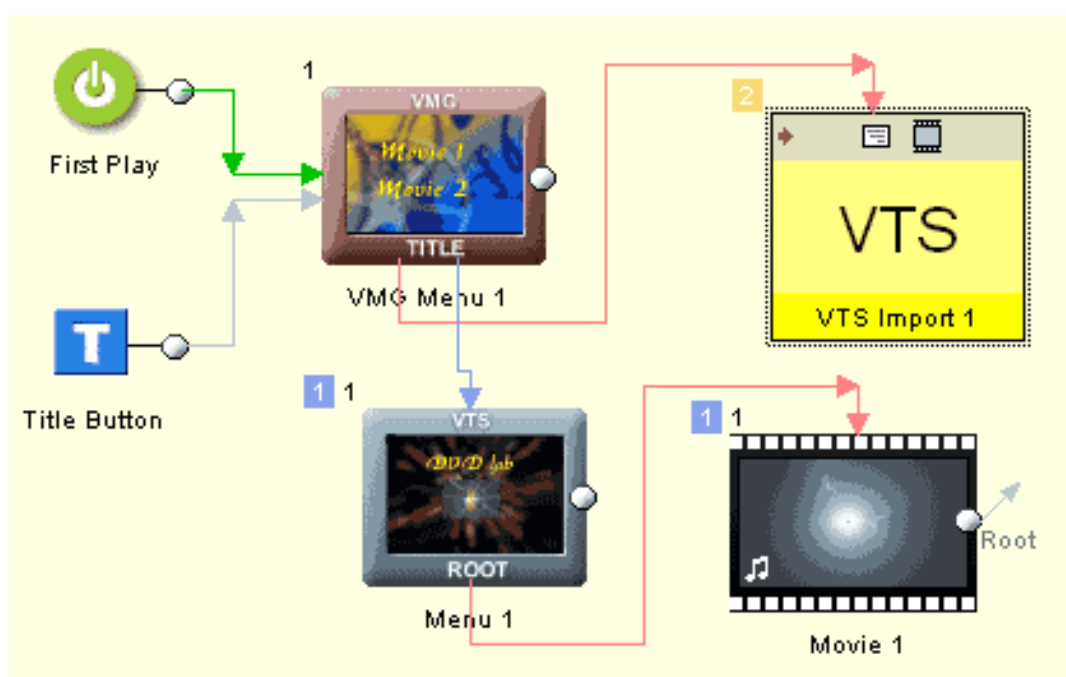 1
2
First Play
VMG
Movie 1
Movie 2
TITLE
VMG Menu 1
VTS
VTS Import 1
T
Title Button
1 1
VTS
DVD lab
ROOT
Menu 1
1 1
Root
Movie 1